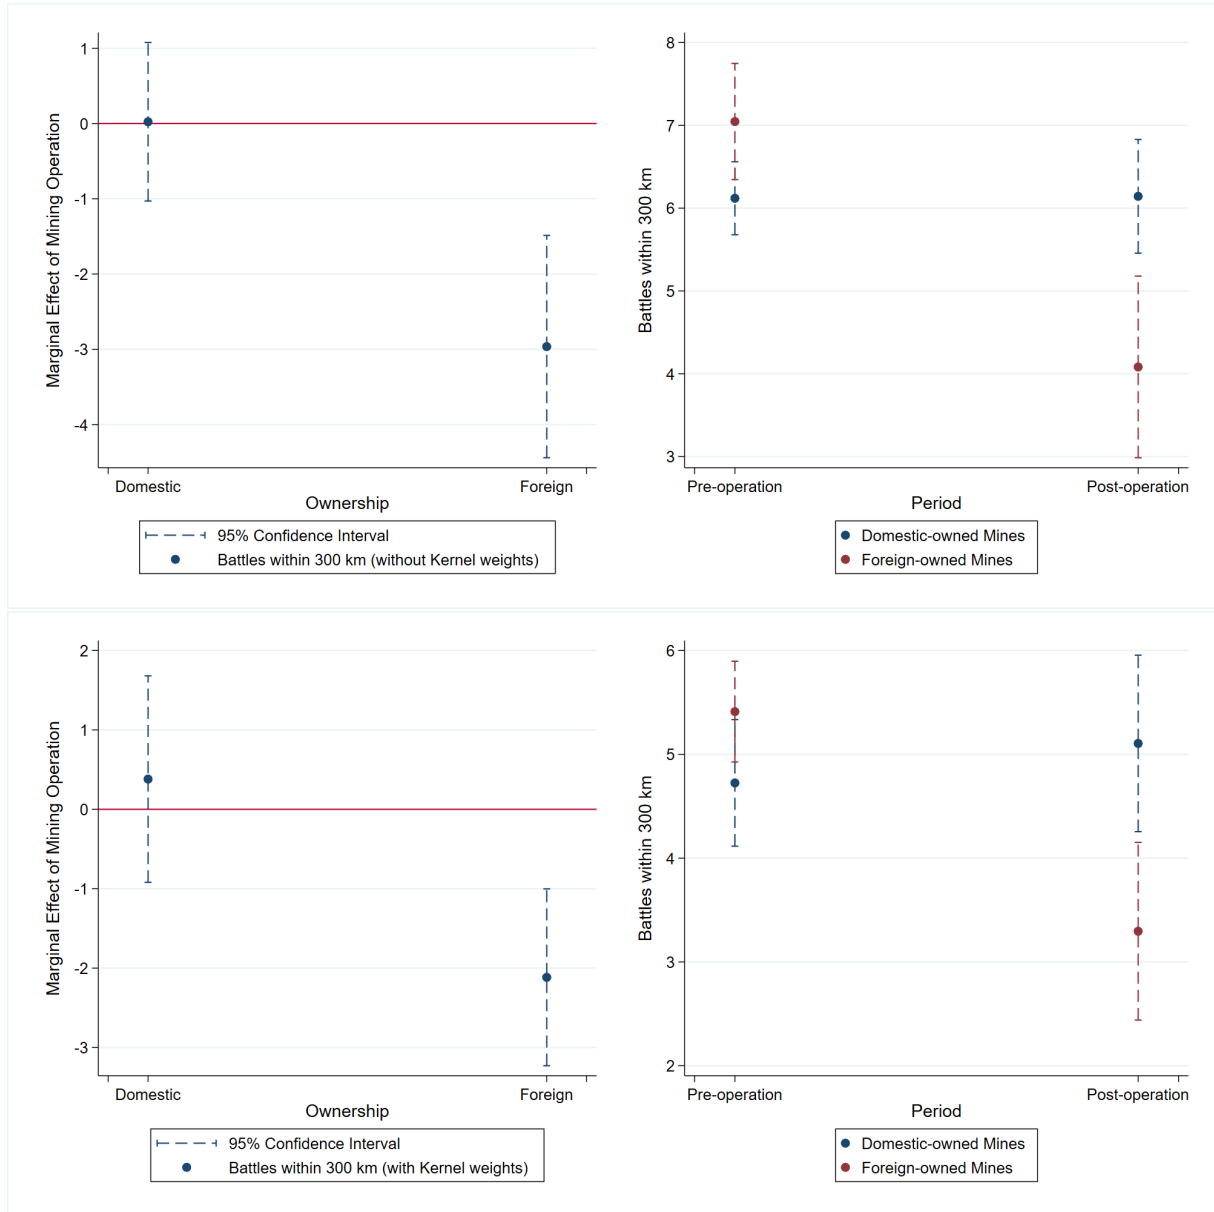 Marginal Effect of Mining Operation
1
0
-1
-2
-3
-4
Domestic
Foreign
Ownership
95% Confidence Interval
Battles within 300 km (without Kernel weights)
Battles within 300 km
8
7
6
5
4
3
Pre-operation
Post-operation
Period
Domestic-owned Mines
Foreign-owned Mines
Marginal Effect of Mining Operation
2
1
0
-1
-2
-3
Domestic
Foreign
Ownership
95% Confidence Interval
Battles within 300 km (with Kernel weights)
Battles within 300 km
6
5
4
3
2
Pre-operation
Post-operation
Period
Domestic-owned Mines
Foreign-owned Mines